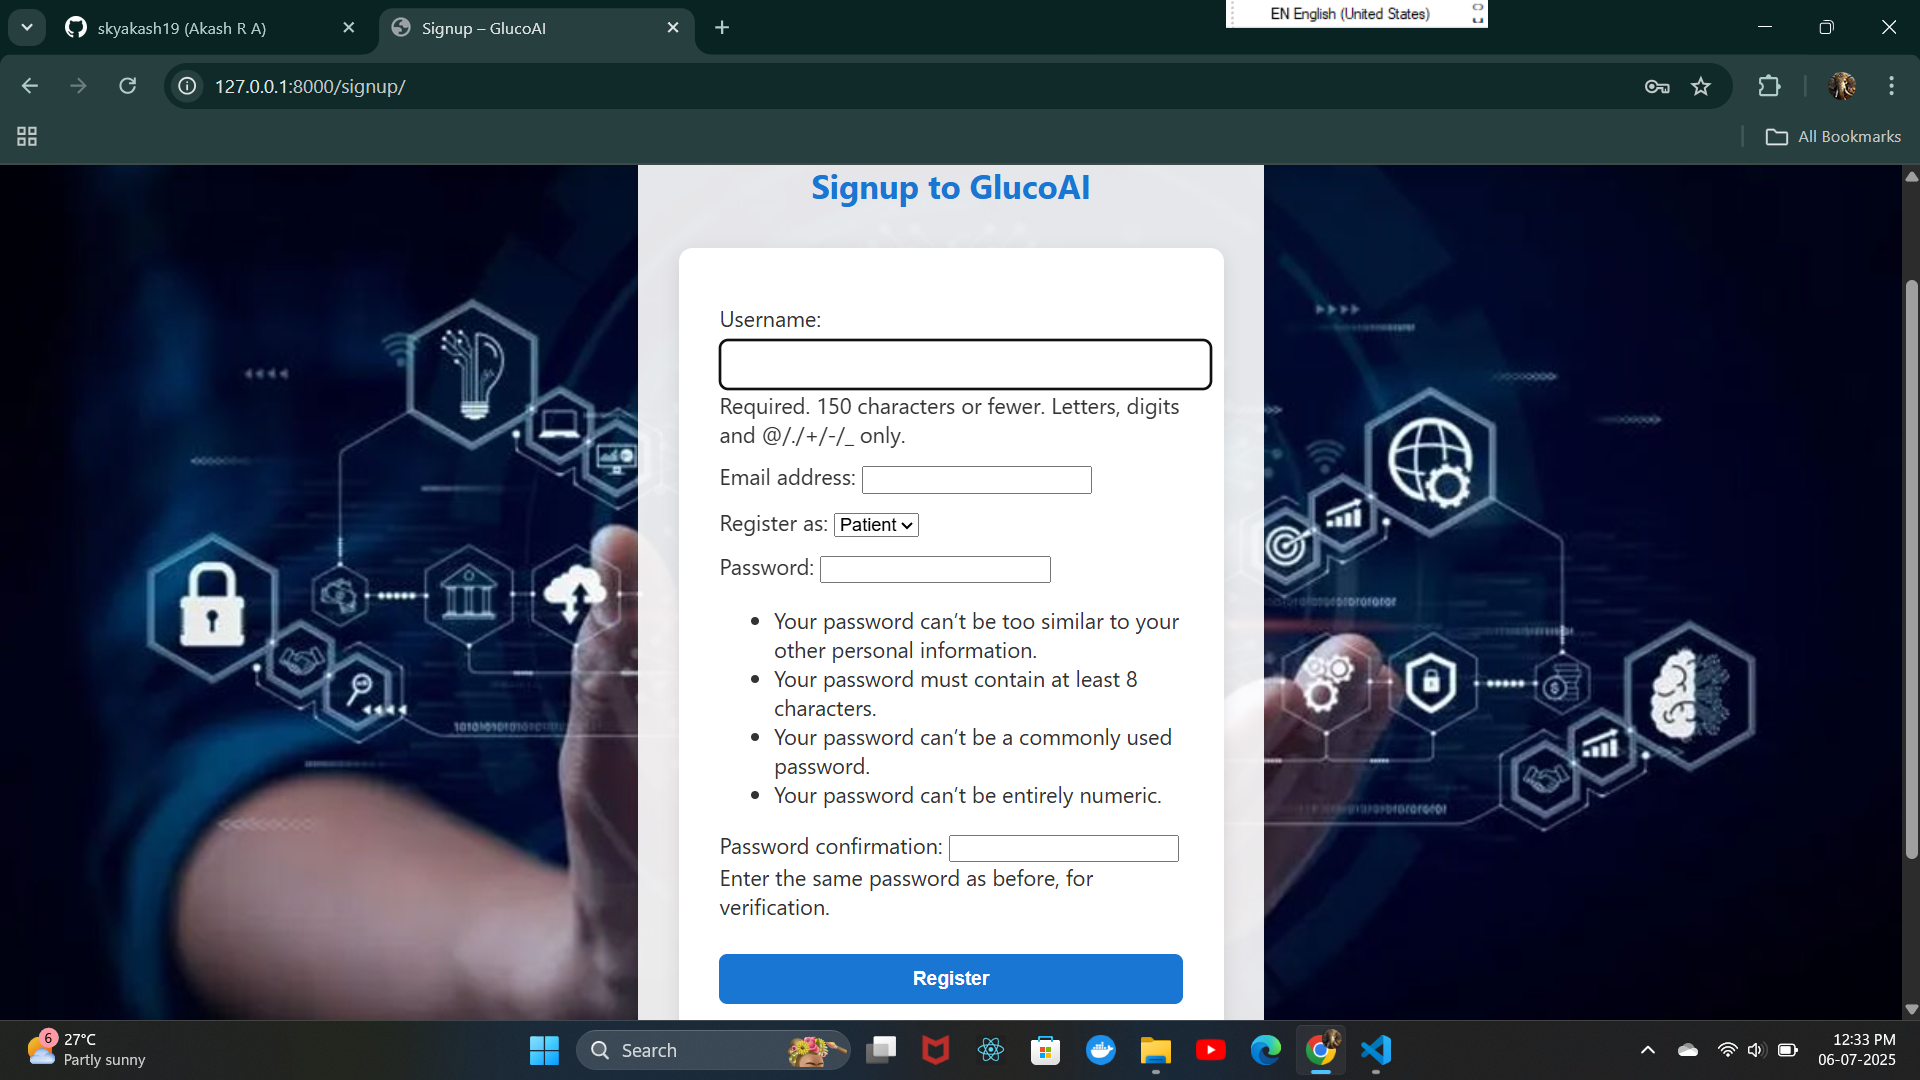 skyakash19 (Akash R A)
Signup – GlucoAI
EN English (United States)
127.0.0.1:8000/signup/
All Bookmarks
Signup to GlucoAI
Username:
Required. 150 characters or fewer. Letters, digits
and @/./+/-/_ only.
Email address:
Register as: Patient
Password:
Your password can’t be too similar to your
other personal information.
Your password must contain at least 8
characters.
Your password can’t be a commonly used
password.
Your password can’t be entirely numeric.
Password confirmation:
Enter the same password as before, for
verification.
Register
6
27°C
Partly sunny
Search
12:33 PM
06-07-2025